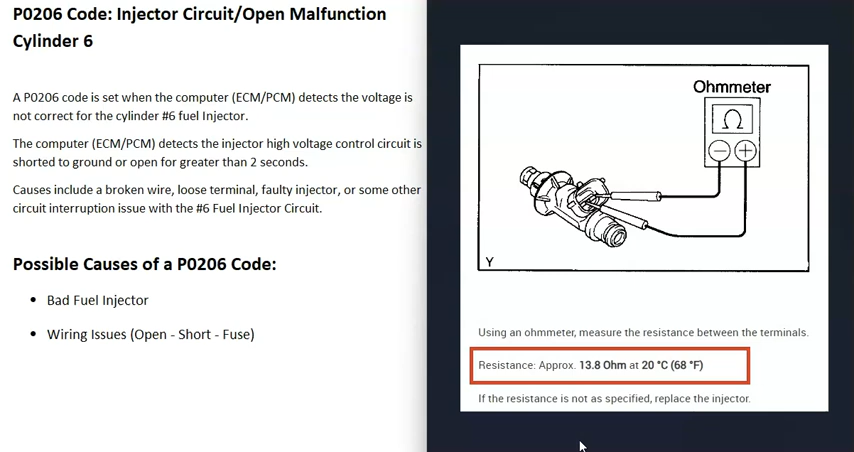 P0206 Code: Injector Circuit/Open Malfunction
Cylinder 6
A P0206 code is set when the computer (ECM/PCM) detects the voltage is
not correct for the cylinder #6 fuel Injector.
The computer (ECM/PCM) detects the injector high voltage control circuit is
shorted to ground or open for greater than 2 seconds.
Causes include a broken wire, loose terminal, faulty injector, or some other
circuit interruption issue with the #6 Fuel Injector Circuit.
Possible Causes of a P0206 Code:
• Bad Fuel Injector
• Wiring Issues (Open - Short - Fuse)
Ohmmeter
Ω
− +
Y
Using an ohmmeter, measure the resistance between the terminals.
Resistance: Approx. 13.8 Ohm at 20 °C (68 °F)
If the resistance is not as specified, replace the injector.